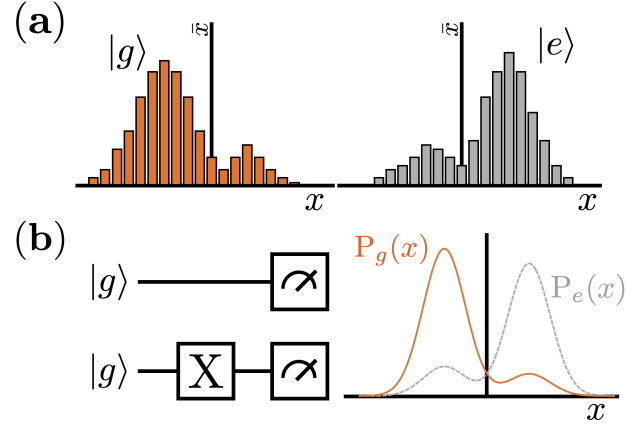 (a)
|g⟩ x̄ x̄ |e⟩
x x
(b)
P_g(x)
|g⟩ P_e(x)
|g⟩ X
x